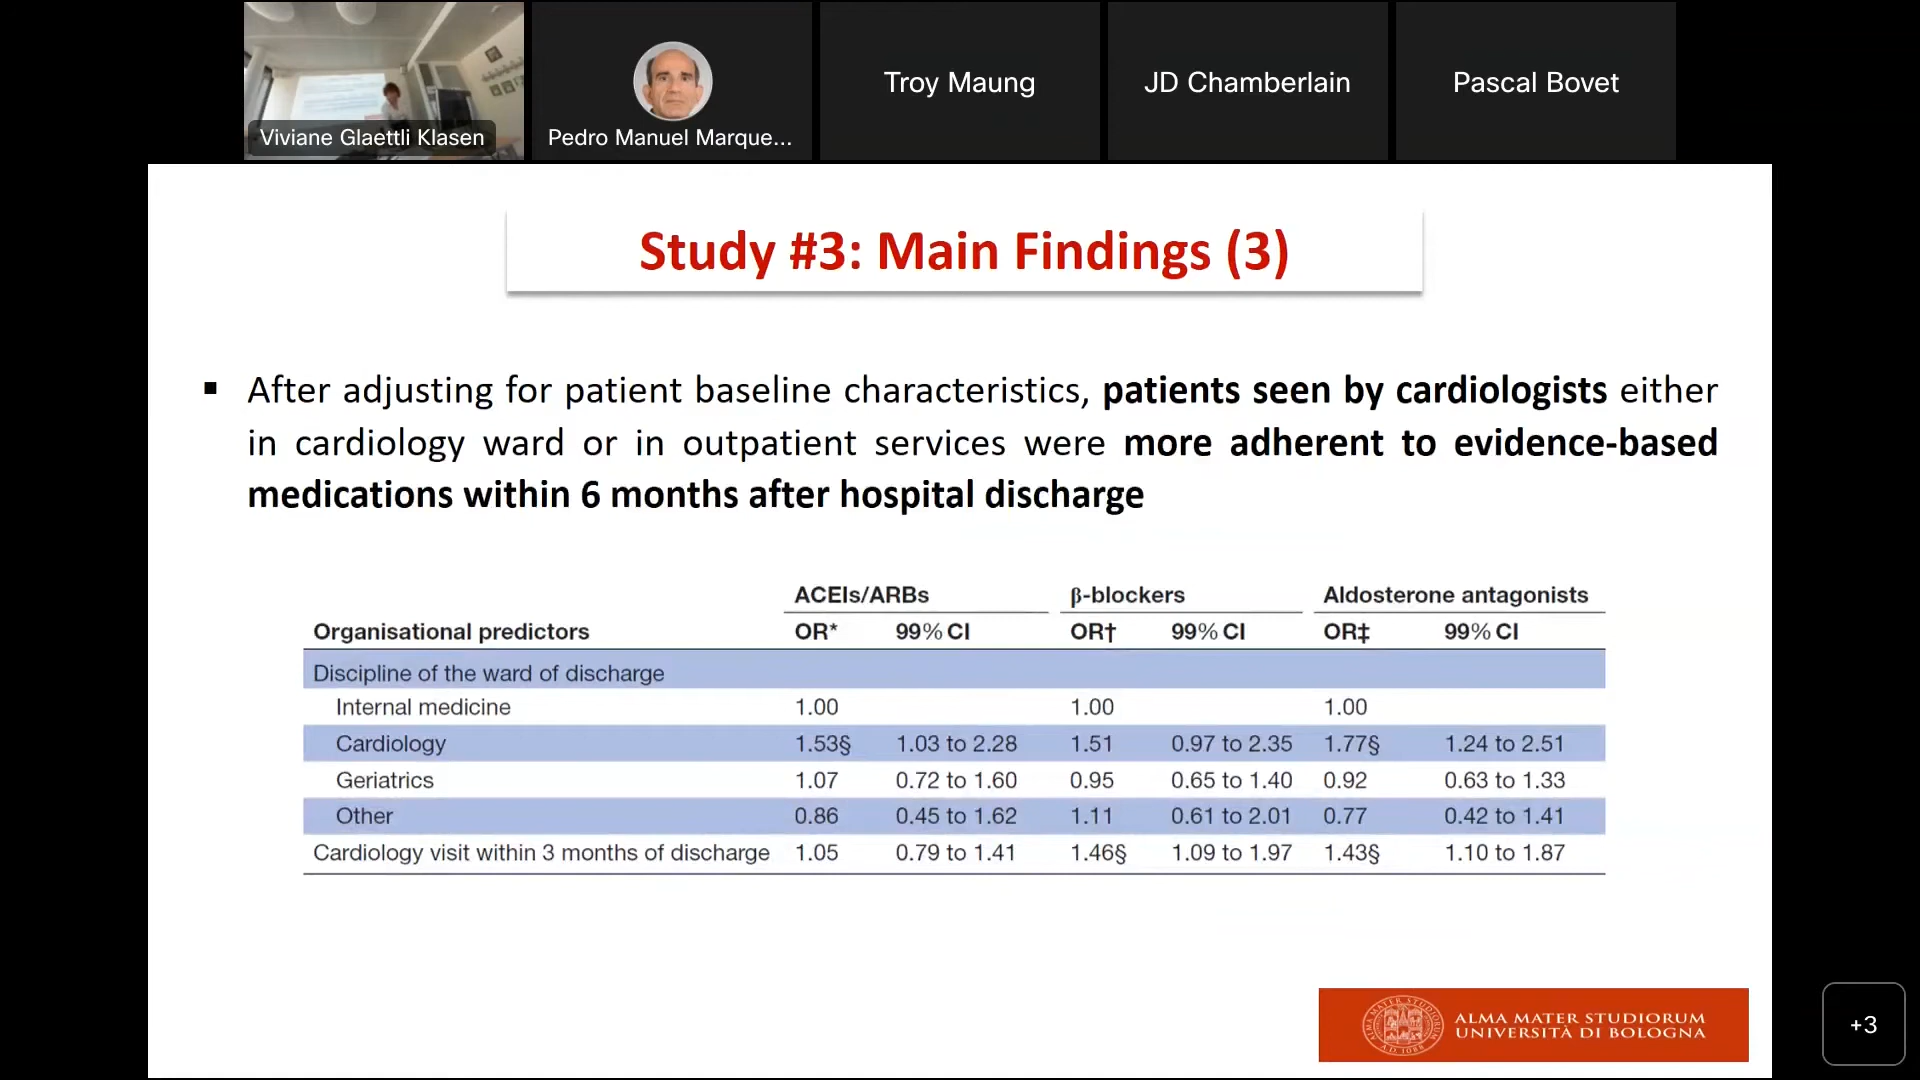 Viviane Glaettli Klasen
Pedro Manuel Marque...
Troy Maung
JD Chamberlain
Pascal Bovet
Study #3: Main Findings (3)
▪ After adjusting for patient baseline characteristics, patients seen by cardiologists either
in cardiology ward or in outpatient services were more adherent to evidence-based
medications within 6 months after hospital discharge
ACEIs/ARBs β-blockers Aldosterone antagonists
Organisational predictors OR* 99% CI OR† 99% CI OR‡ 99% CI
Discipline of the ward of discharge
Internal medicine 1.00 1.00 1.00
Cardiology 1.53§ 1.03 to 2.28 1.51 0.97 to 2.35 1.77§ 1.24 to 2.51
Geriatrics 1.07 0.72 to 1.60 0.95 0.65 to 1.40 0.92 0.63 to 1.33
Other 0.86 0.45 to 1.62 1.11 0.61 to 2.01 0.77 0.42 to 1.41
Cardiology visit within 3 months of discharge 1.05 0.79 to 1.41 1.46§ 1.09 to 1.97 1.43§ 1.10 to 1.87
ALMA MATER STUDIORUM
UNIVERSITÀ DI BOLOGNA
+3